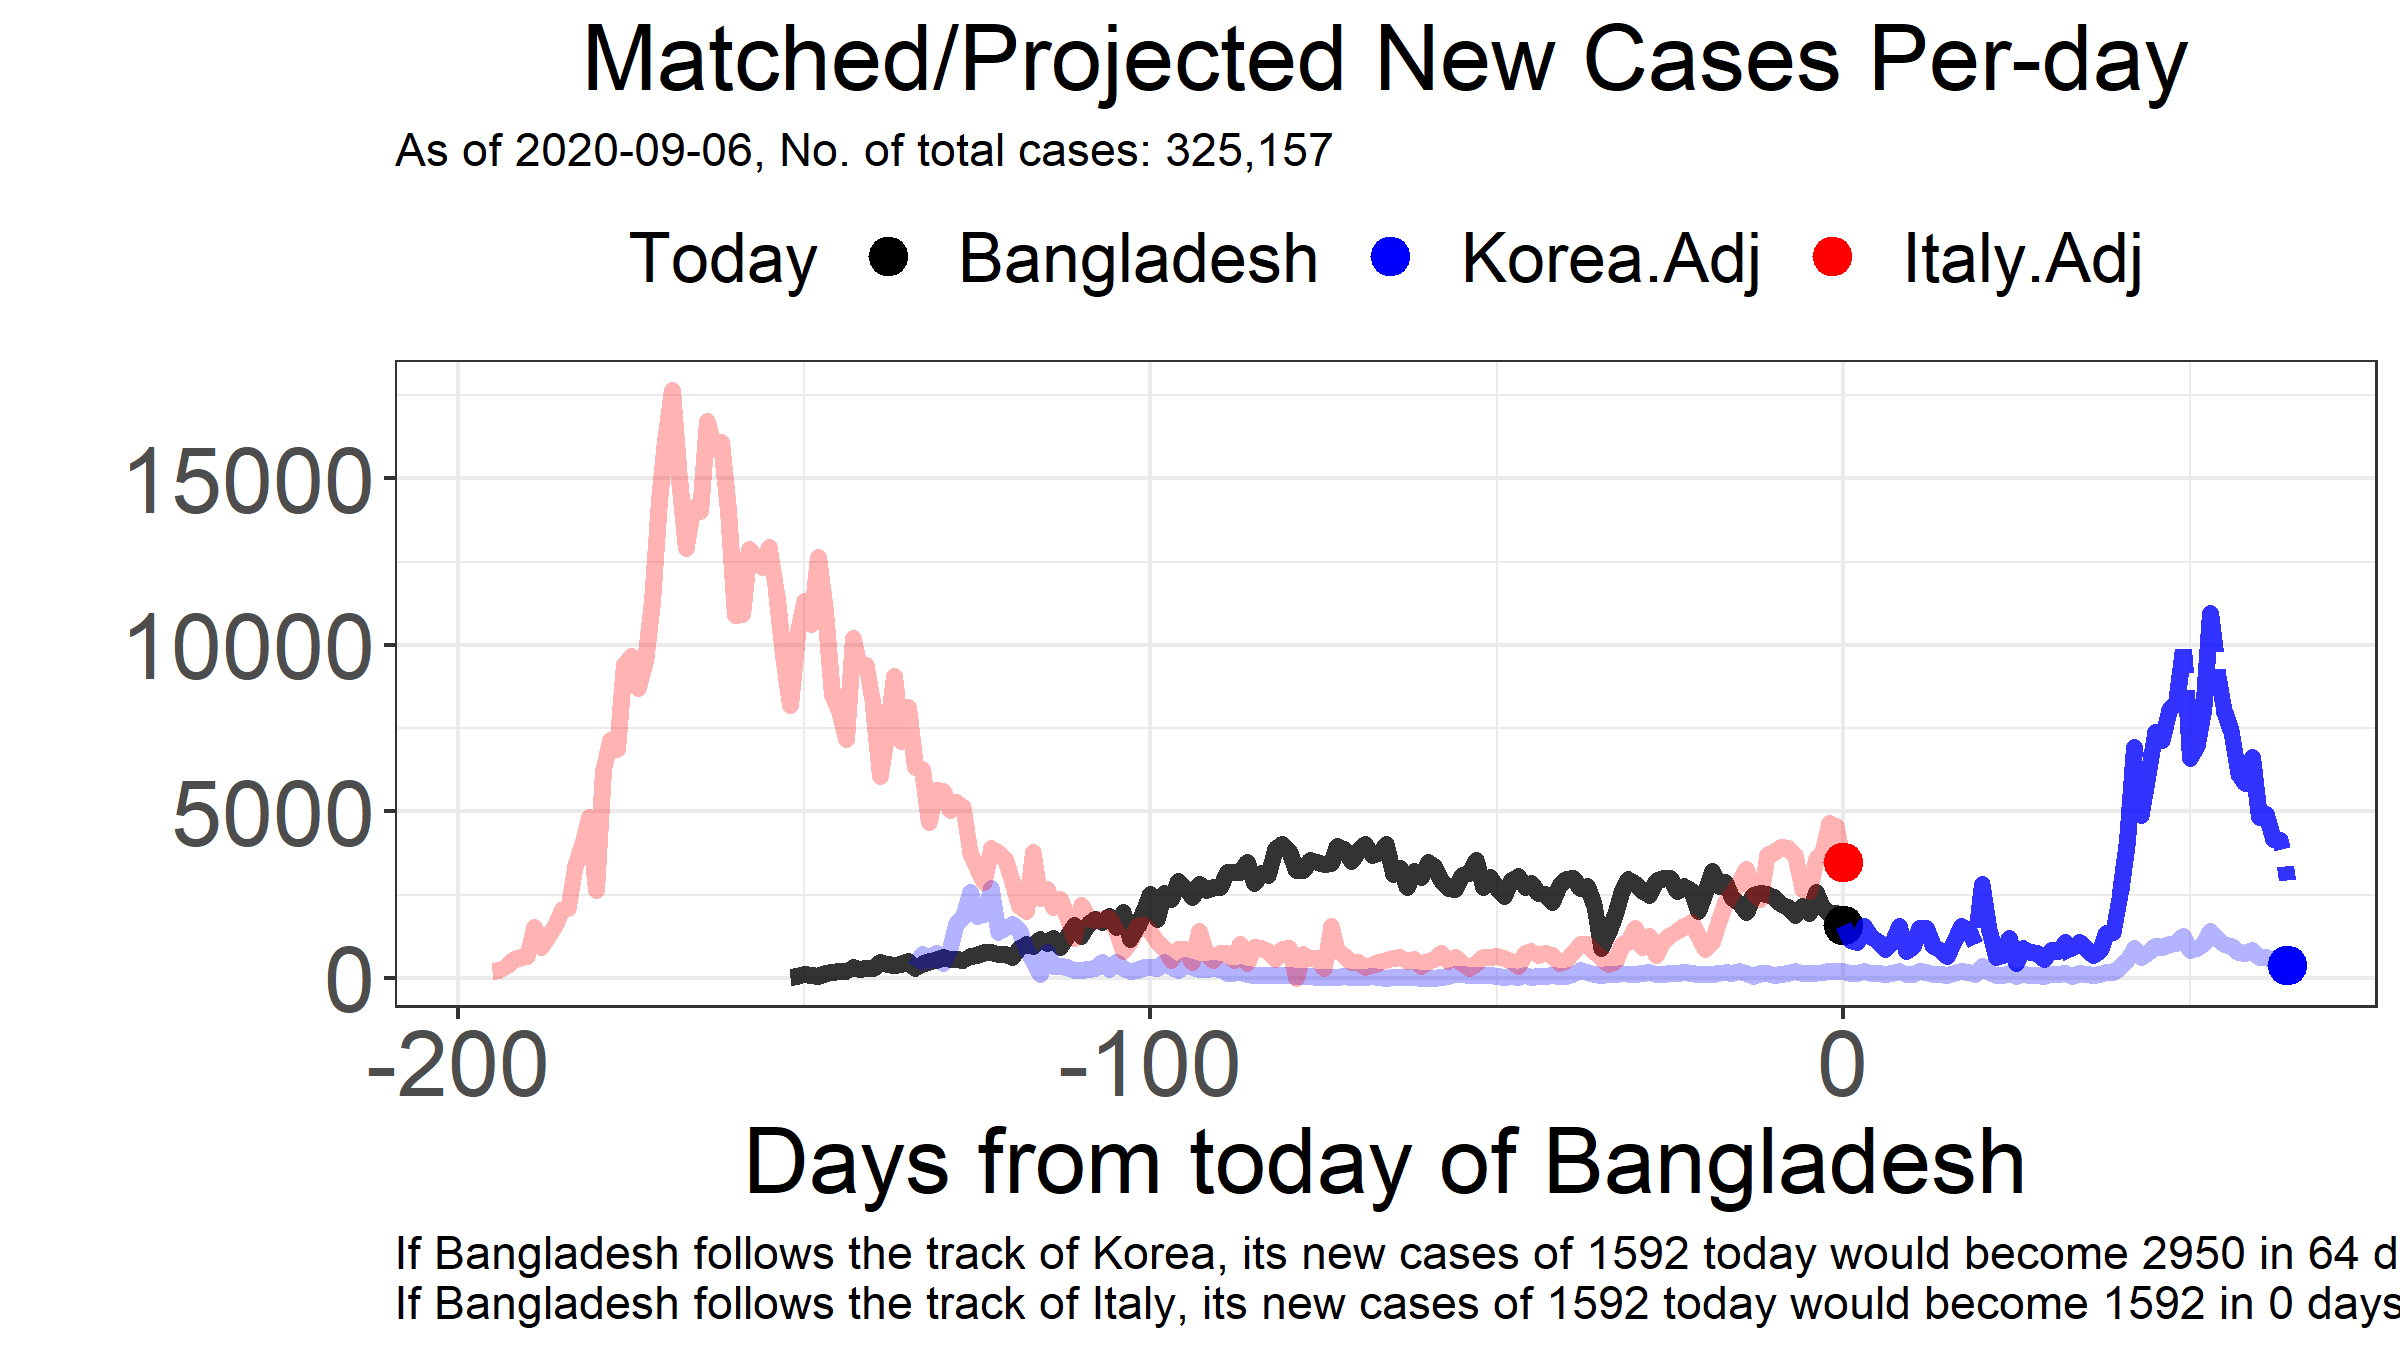 Matched/Projected New Cases Per-day
As of 2020-09-06, No. of total cases: 325,157
Today Bangladesh Korea.Adj Italy.Adj
15000
10000
5000
0
-200 -100 0
Days from today of Bangladesh
If Bangladesh follows the track of Korea, its new cases of 1592 today would become 2950 in 64 d
If Bangladesh follows the track of Italy, its new cases of 1592 today would become 1592 in 0 days